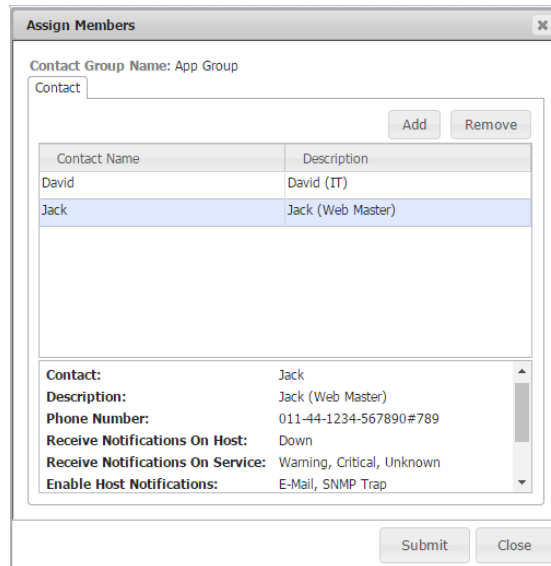 Assign Members
Contact Group Name: App Group
Contact
Add Remove
Contact Name Description
David David (IT)
Jack Jack (Web Master)
Contact: Jack
Description: Jack (Web Master)
Phone Number: 011-44-1234-567890#789
Receive Notifications On Host: Down
Receive Notifications On Service: Warning, Critical, Unknown
Enable Host Notifications: E-Mail, SNMP Trap
Submit Close